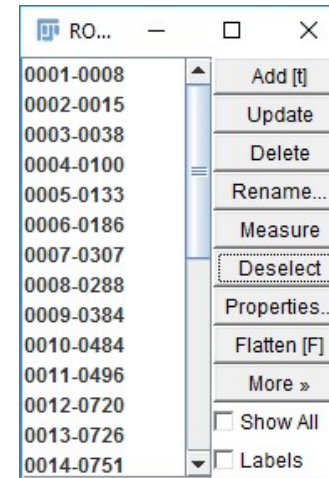 RO...
0001-0008
0002-0015
0003-0038
0004-0100
0005-0133
0006-0186
0007-0307
0008-0288
0009-0384
0010-0484
0011-0496
0012-0720
0013-0726
0014-0751
Add [t]
Update
Delete
Rename...
Measure
Deselect
Properties...
Flatten [F]
More »
Show All
Labels